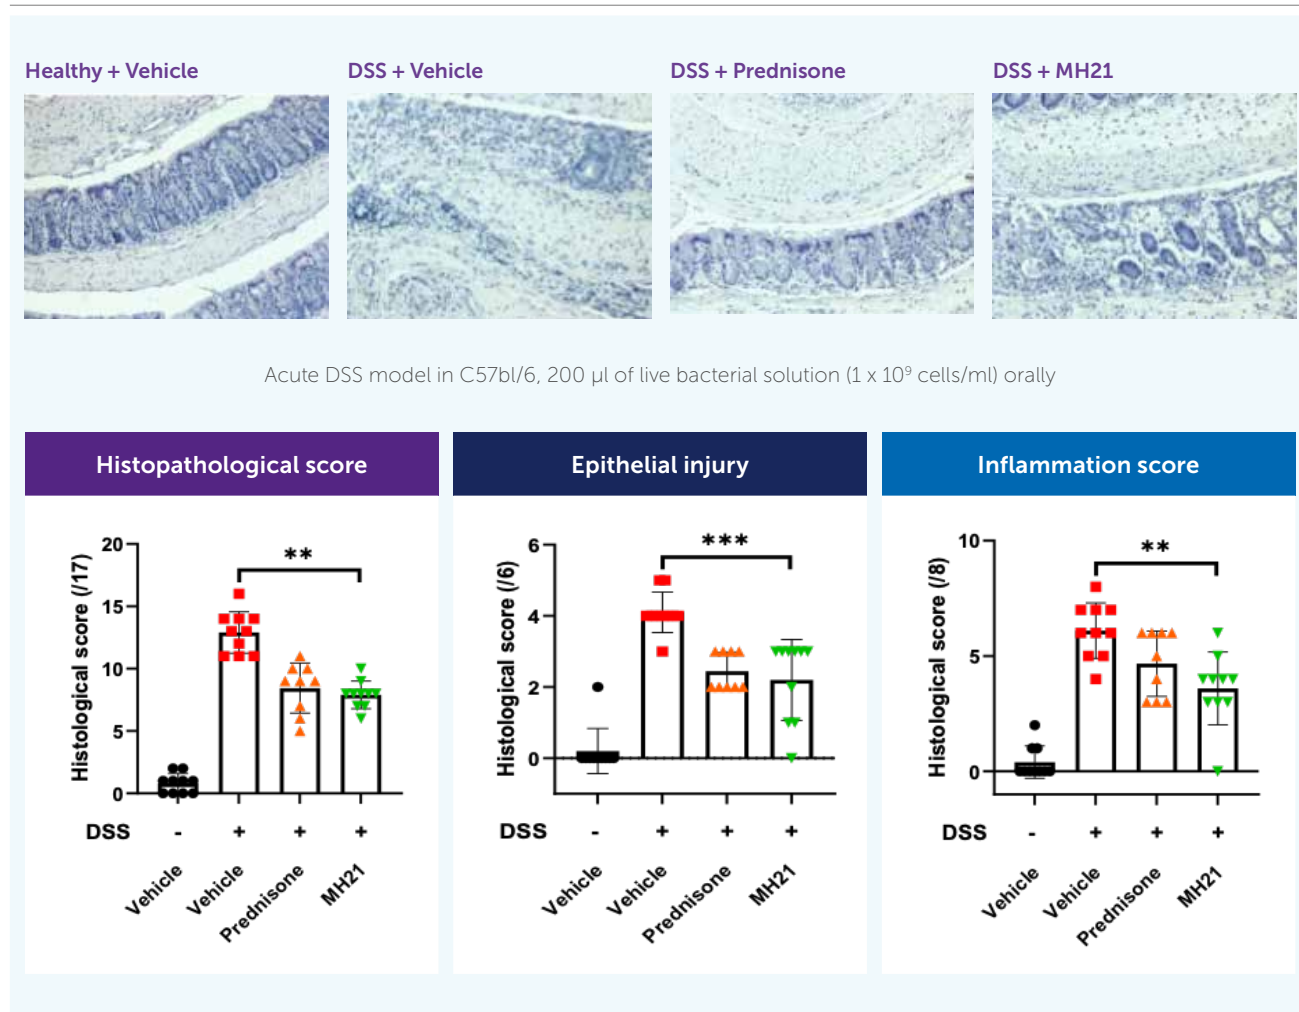 Healthy + Vehicle
DSS + Vehicle
DSS + Prednisone
DSS + MH21
Acute DSS model in C57bl/6, 200 µl of live bacterial solution (1 x 10⁹ cells/ml) orally
Histopathological score
Histological score (/17)
20
15
10
5
0
**
DSS - + + +
Vehicle
Vehicle
Prednisone
MH21
Epithelial injury
Histological score (/6)
6
4
2
0
***
DSS - + + +
Vehicle
Vehicle
Prednisone
MH21
Inflammation score
Histological score (/8)
10
5
0
**
DSS - + + +
Vehicle
Vehicle
Prednisone
MH21